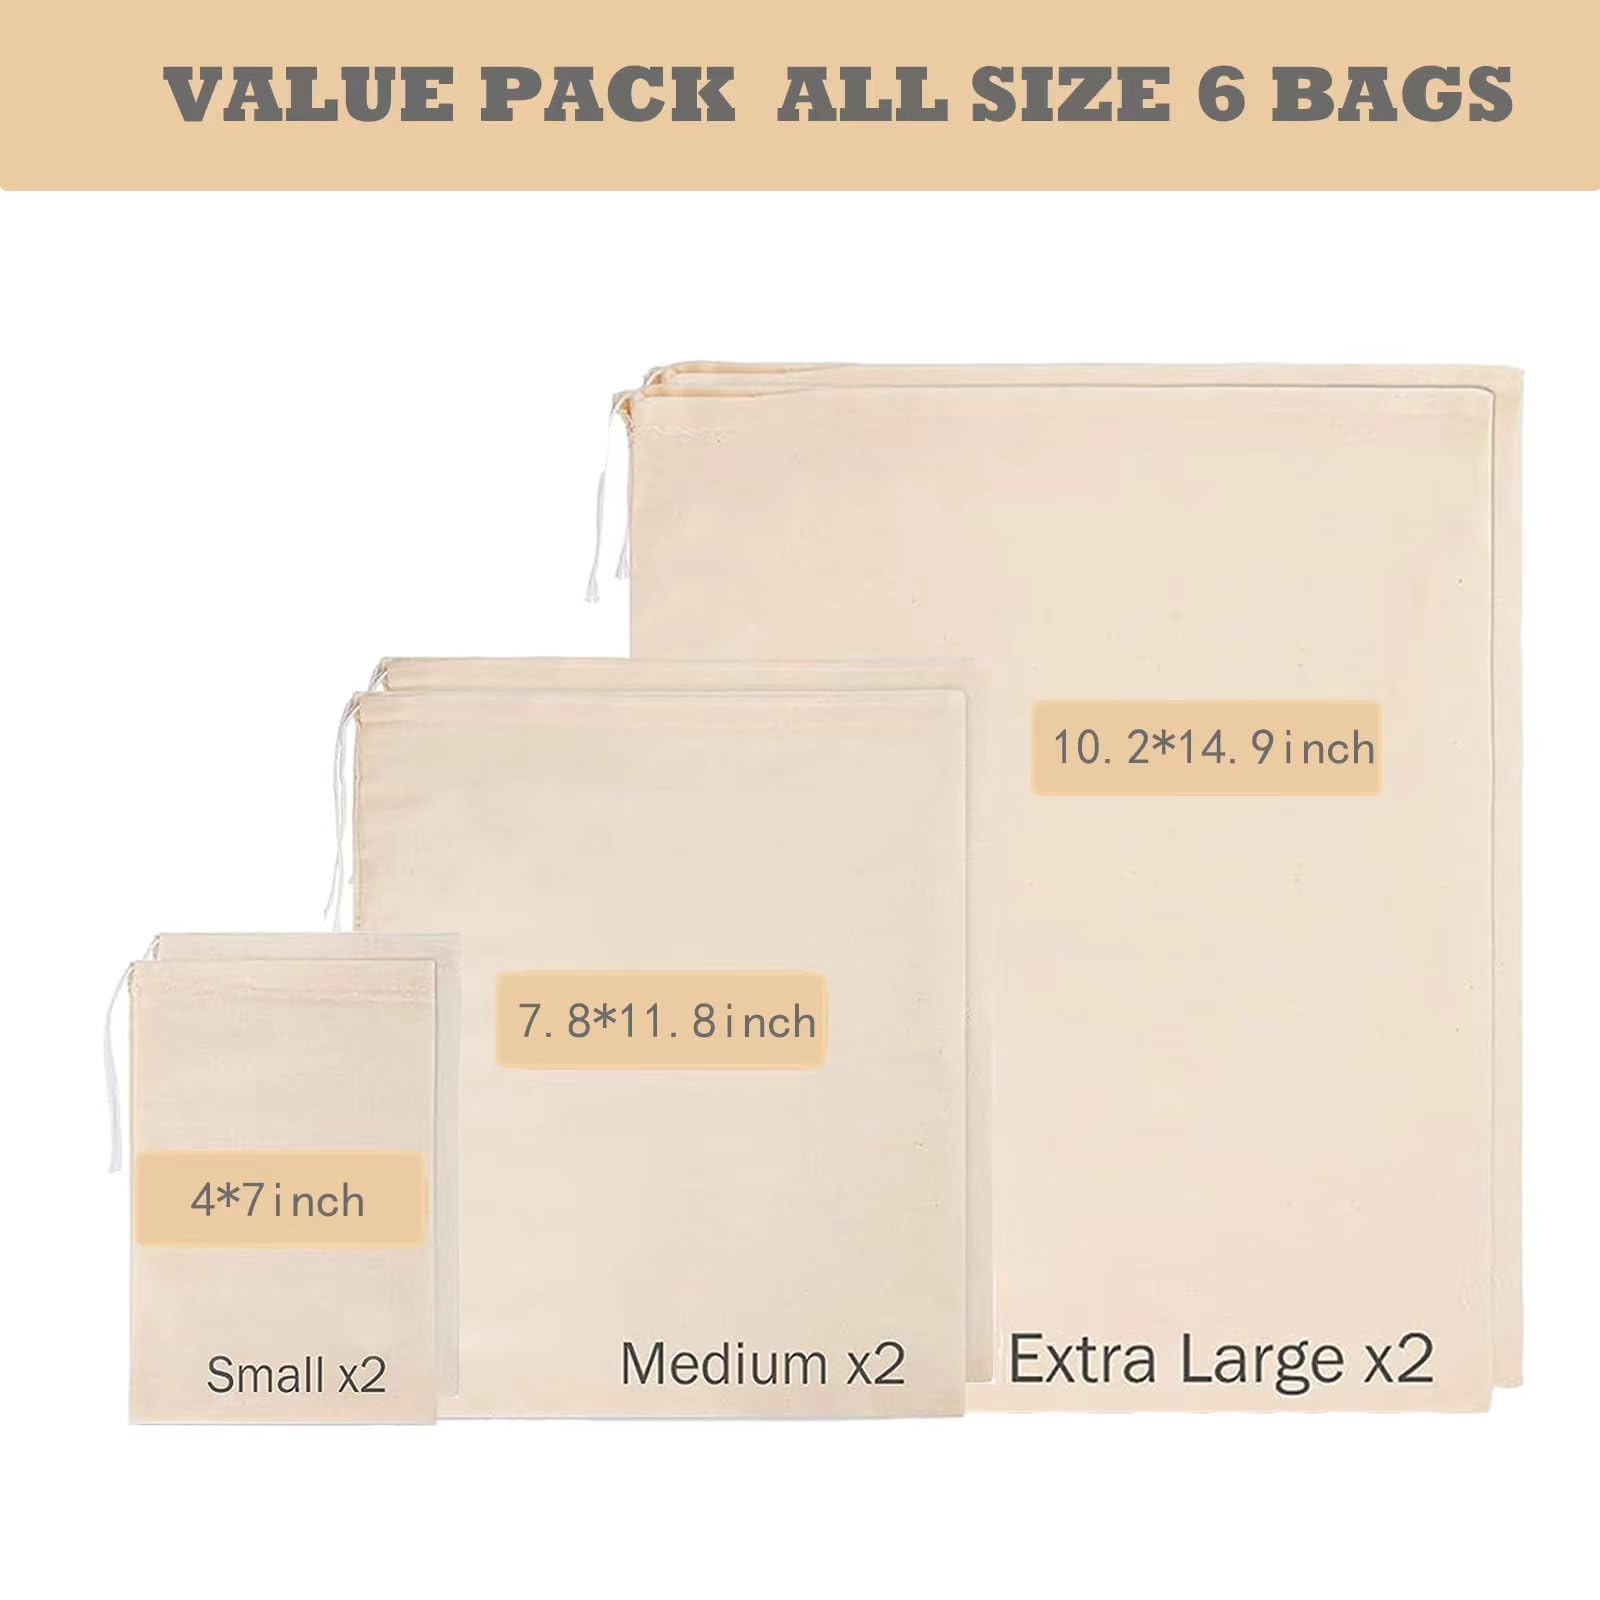 VALUE PACK ALL SIZE 6 BAGS
10.2*14.9inch
7.8*11.8inch
4*7inch
Small x2
Medium x2
Extra Large x2